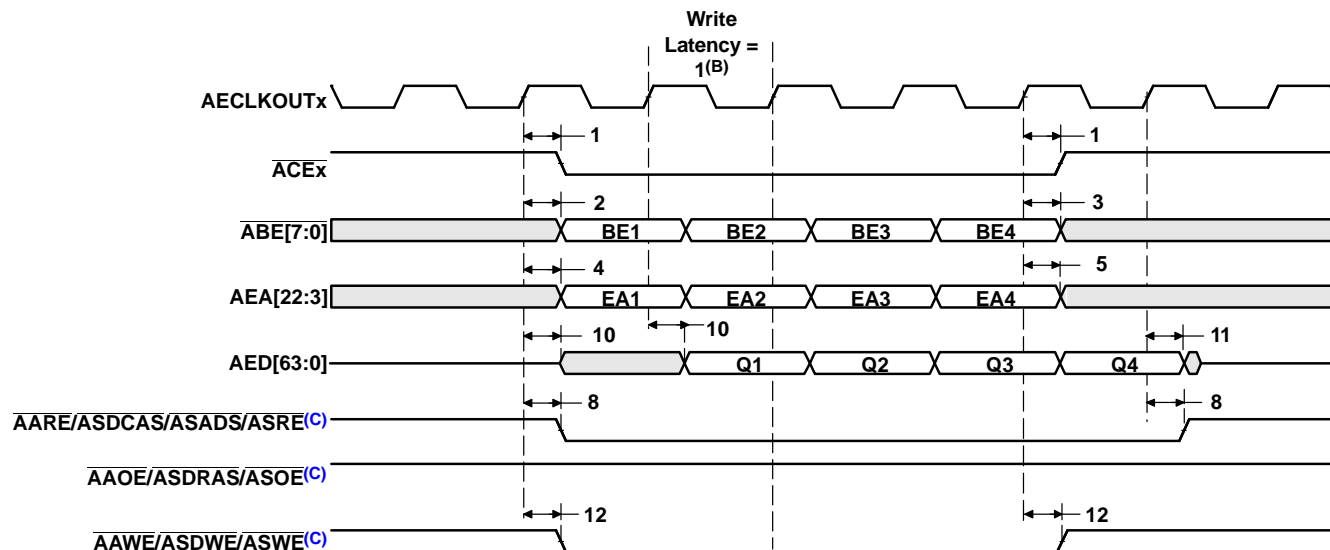 Write
Latency =
1(B)
AECLKOUTx
1 1
ACEx
2 3
ABE[7:0] BE1 BE2 BE3 BE4
4 5
AEA[22:3] EA1 EA2 EA3 EA4
10 10 11
AED[63:0] Q1 Q2 Q3 Q4
8 8
AARE/ASDCAS/ASADS/ASRE(C)
AAOE/ASDRAS/ASOE(C)
12 12
AAWE/ASDWE/ASWE(C)